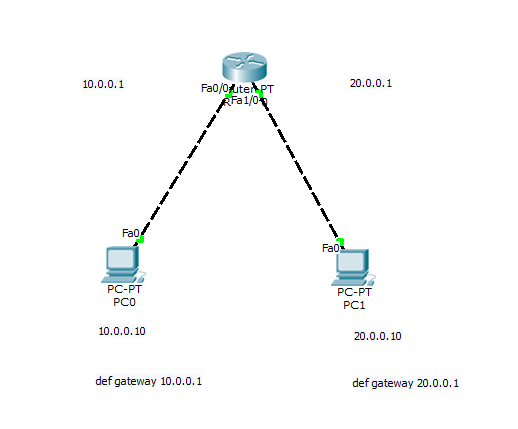 10.0.0.1
20.0.0.1
Fa0/0
Fa1/0
Fa0
Fa0
PC-PT
PC0
PC-PT
PC1
10.0.0.10
20.0.0.10
def gateway 10.0.0.1
def gateway 20.0.0.1